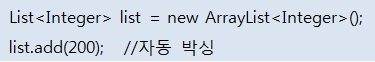 List<Integer> list = new ArrayList<Integer>();
list.add(200);  //자동 박싱